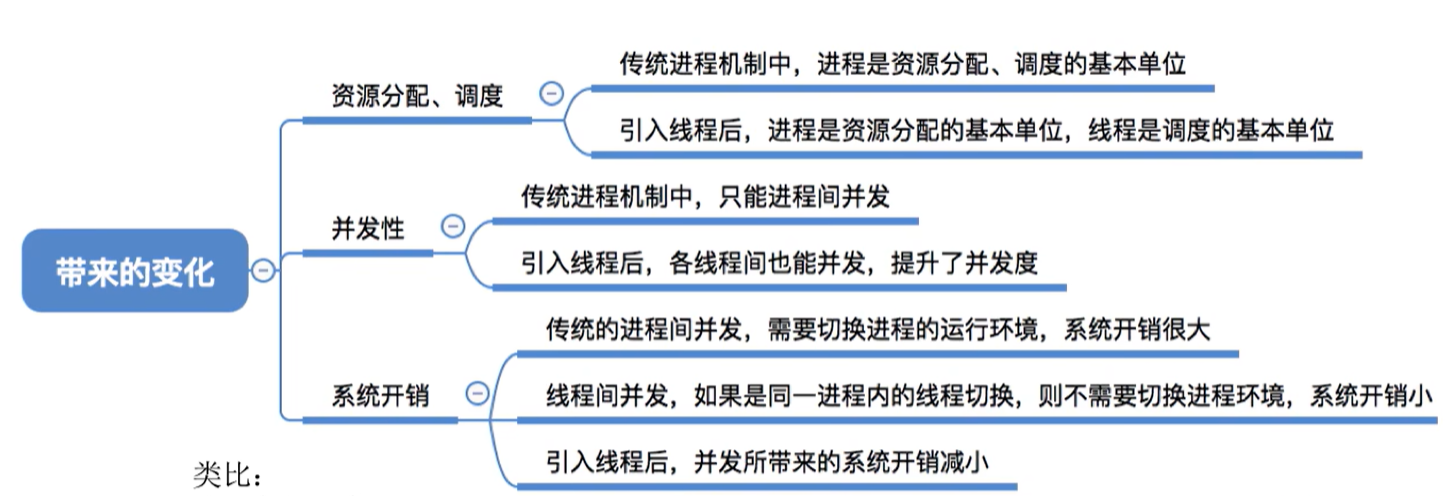 带来的变化
资源分配、调度
传统进程机制中，进程是资源分配、调度的基本单位
引入线程后，进程是资源分配的基本单位，线程是调度的基本单位
并发性
传统进程机制中，只能进程间并发
引入线程后，各线程间也能并发，提升了并发度
系统开销
传统的进程间并发，需要切换进程的运行环境，系统开销很大
线程间并发，如果是同一进程内的线程切换，则不需要切换进程环境，系统开销小
引入线程后，并发所带来的系统开销减小
类比：